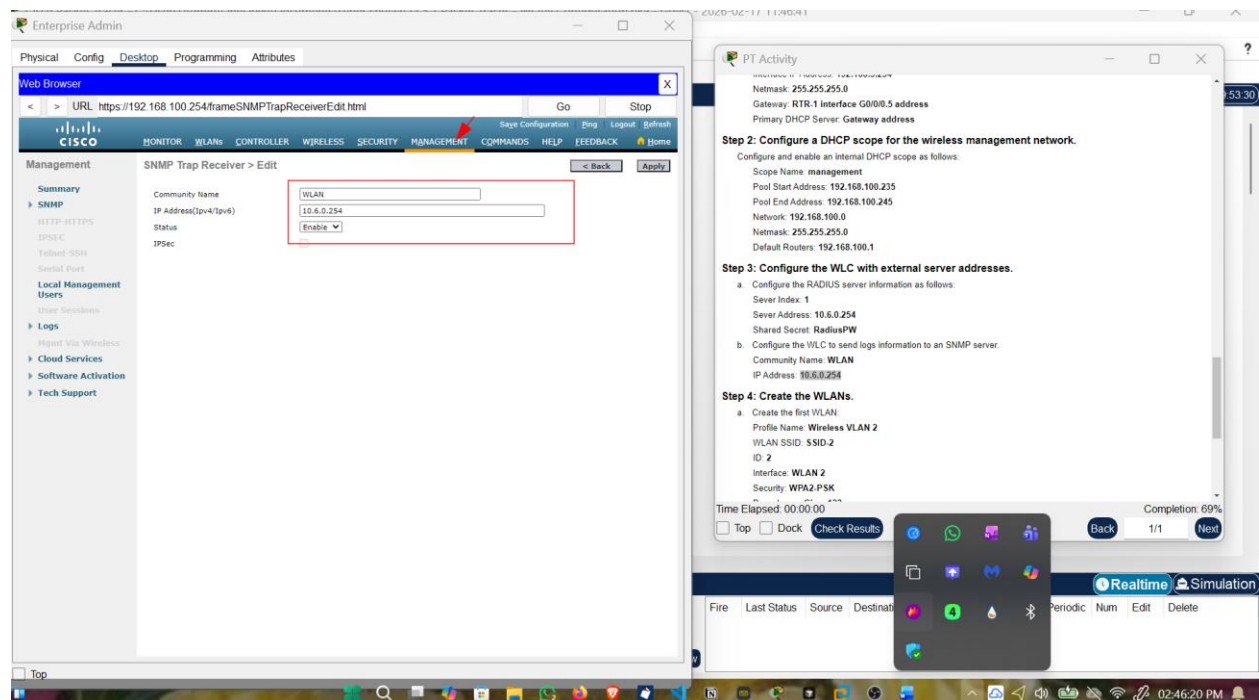 - 2026-02-17 11:46:41
Enterprise Admin
Physical Config Desktop Programming Attributes
Web Browser
X
< > URL https://192.168.100.254/frameSNMPTrapReceiverEdit.html Go Stop
Save Configuration Ping Logout Refresh
CISCO
MONITOR WLANs CONTROLLER WIRELESS SECURITY MANAGEMENT COMMANDS HELP FEEDBACK Home
Management
SNMP Trap Receiver > Edit
< Back Apply
Summary
SNMP
HTTP-HTTPS
IPSEC
Telnet-SSH
Serial Port
Local Management
Users
User Sessions
Logs
Mgmt Via Wireless
Cloud Services
Software Activation
Tech Support
Community Name WLAN
IP Address(Ipv4/Ipv6) 10.6.0.254
Status Enable
IPSec
Top
PT Activity
?
53:30
Netmask: 255.255.255.0
Gateway: RTR-1 interface G0/0/0.5 address
Primary DHCP Server: Gateway address
Step 2: Configure a DHCP scope for the wireless management network.
Configure and enable an internal DHCP scope as follows:
Scope Name: management
Pool Start Address: 192.168.100.235
Pool End Address: 192.168.100.245
Network: 192.168.100.0
Netmask: 255.255.255.0
Default Routers: 192.168.100.1
Step 3: Configure the WLC with external server addresses.
a. Configure the RADIUS server information as follows:
Sever Index: 1
Sever Address: 10.6.0.254
Shared Secret: RadiusPW
b. Configure the WLC to send logs information to an SNMP server.
Community Name: WLAN
IP Address: 10.6.0.254
Step 4: Create the WLANs.
a. Create the first WLAN:
Profile Name: Wireless VLAN 2
WLAN SSID: SSID-2
ID: 2
Interface: WLAN 2
Security: WPA2-PSK
Time Elapsed: 00:00:00 Completion: 69%
Top Dock Check Results Back 1/1 Next
Realtime Simulation
Fire Last Status Source Destinati Periodic Num Edit Delete
4
02:46:20 PM